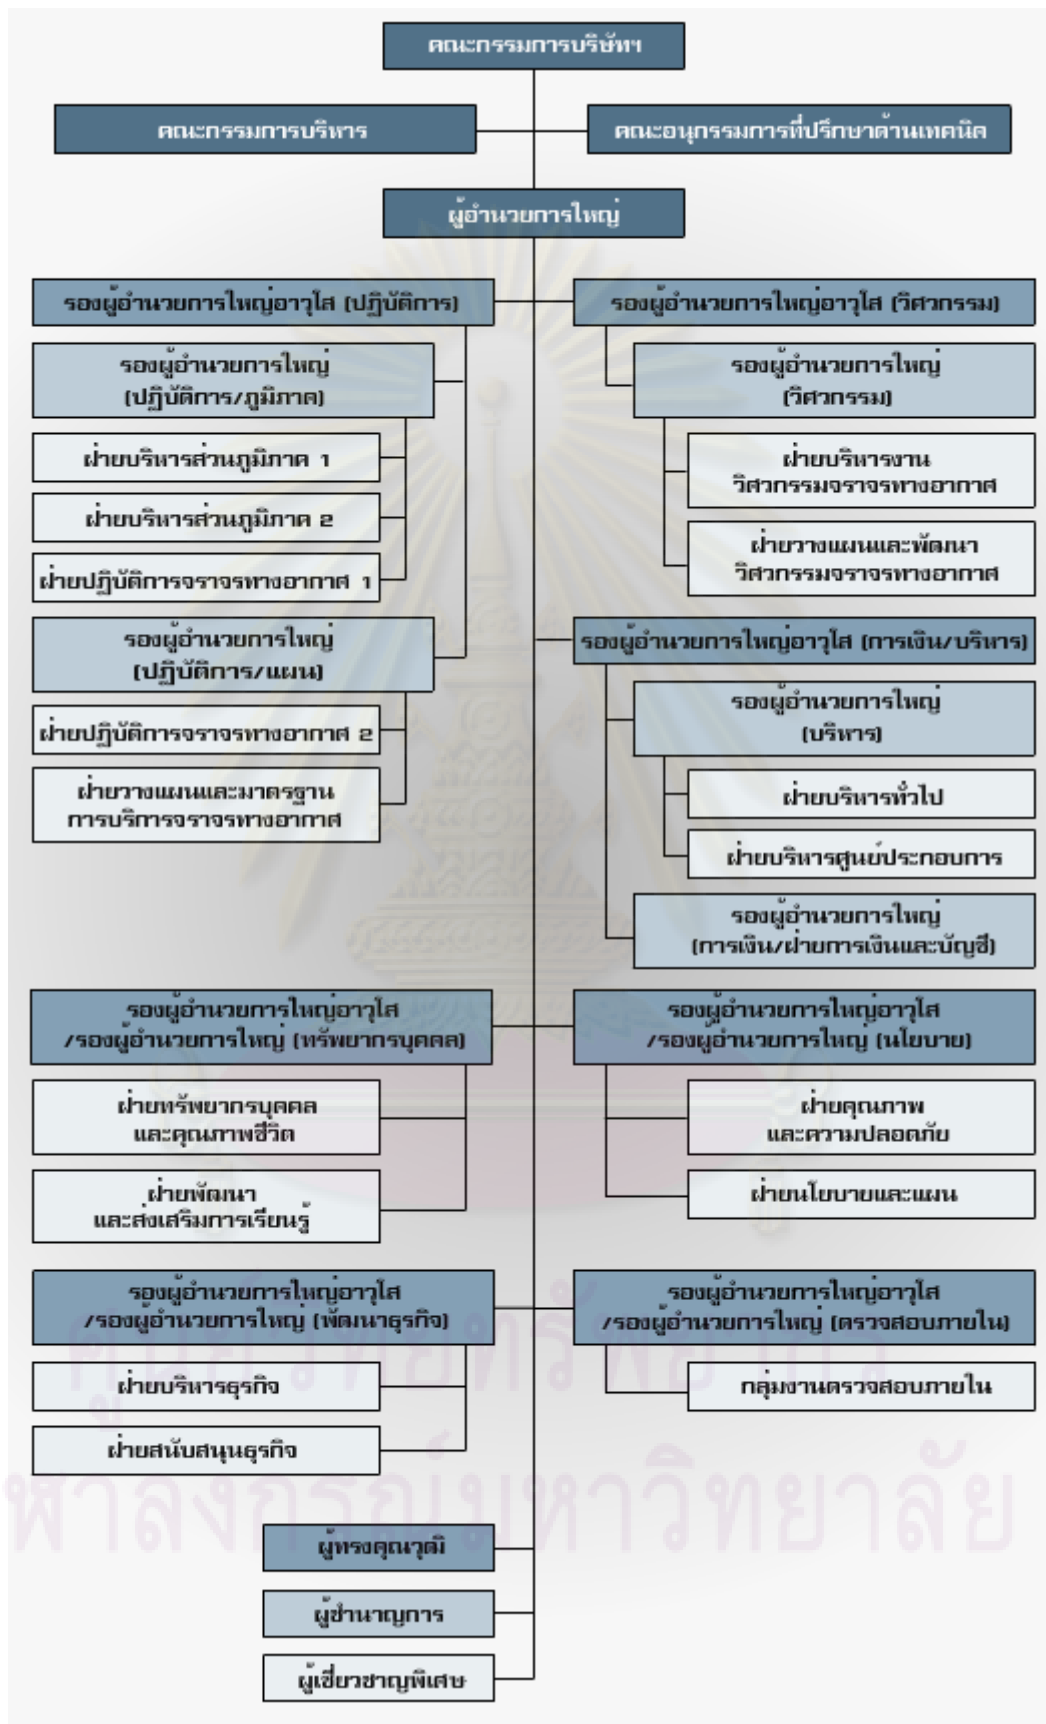 คณะกรรมการบริษัทฯ
คณะกรรมการบริหาร
คณะอนุกรรมการที่ปรึกษาด้านเทคนิค
ผู้อำนวยการใหญ่
รองผู้อำนวยการใหญ่อาวุโส (ปฏิบัติการ)
รองผู้อำนวยการใหญ่
(ปฏิบัติการ/ภูมิภาค)
ฝ่ายบริหารส่วนภูมิภาค 1
ฝ่ายบริหารส่วนภูมิภาค 2
ฝ่ายปฏิบัติการจราจรทางอากาศ 1
รองผู้อำนวยการใหญ่
(ปฏิบัติการ/แผน)
ฝ่ายปฏิบัติการจราจรทางอากาศ 2
ฝ่ายวางแผนและมาตรฐาน
การบริการจราจรทางอากาศ
รองผู้อำนวยการใหญ่อาวุโส (วิศวกรรม)
รองผู้อำนวยการใหญ่
(วิศวกรรม)
ฝ่ายบริหารงาน
วิศวกรรมจราจรทางอากาศ
ฝ่ายวางแผนและพัฒนา
วิศวกรรมจราจรทางอากาศ
รองผู้อำนวยการใหญ่อาวุโส (การเงิน/บริหาร)
รองผู้อำนวยการใหญ่
(บริหาร)
ฝ่ายบริหารทั่วไป
ฝ่ายบริหารศูนย์ประกอบการ
รองผู้อำนวยการใหญ่
(การเงิน/ฝ่ายการเงินและบัญชี)
รองผู้อำนวยการใหญ่อาวุโส
/รองผู้อำนวยการใหญ่ (ทรัพยากรบุคคล)
ฝ่ายทรัพยากรบุคคล
และคุณภาพชีวิต
ฝ่ายพัฒนา
และส่งเสริมการเรียนรู้
รองผู้อำนวยการใหญ่อาวุโส
/รองผู้อำนวยการใหญ่ (นโยบาย)
ฝ่ายคุณภาพ
และความปลอดภัย
ฝ่ายนโยบายและแผน
รองผู้อำนวยการใหญ่อาวุโส
/รองผู้อำนวยการใหญ่ (พัฒนาธุรกิจ)
ฝ่ายบริหารธุรกิจ
ฝ่ายสนับสนุนธุรกิจ
รองผู้อำนวยการใหญ่อาวุโส
/รองผู้อำนวยการใหญ่ (ตรวจสอบภายใน)
กลุ่มงานตรวจสอบภายใน
ผู้ทรงคุณวุฒิ
ผู้ชำนาญการ
ผู้เชี่ยวชาญพิเศษ
ศูนย์วิทยทรัพยากร
ฬาลงกรณ์มหาวิทยาลัย